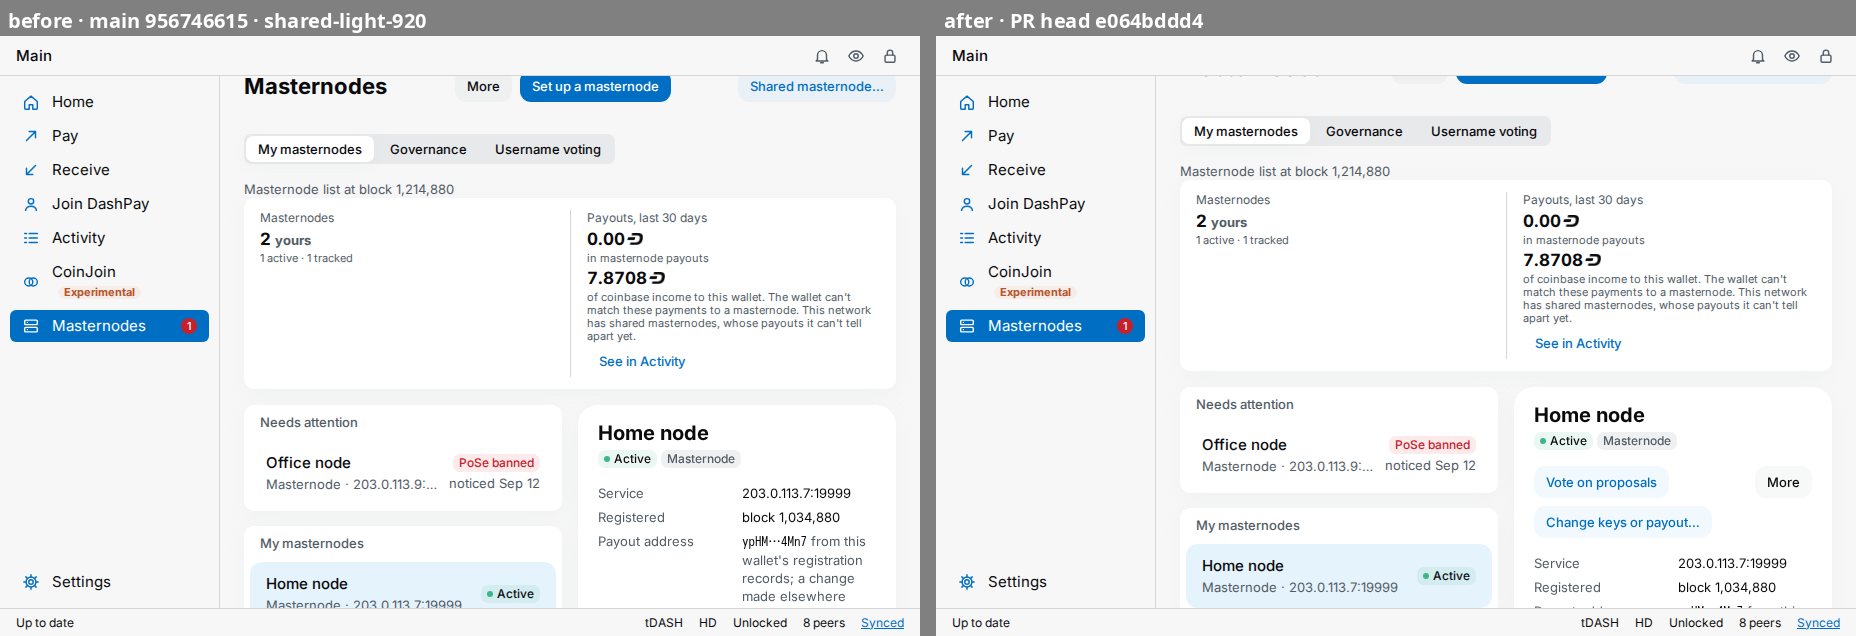 before · main 956746615 · shared-light-920
Main
Home
Pay
Receive
Join DashPay
Activity
CoinJoin
Experimental
Masternodes 1
Settings
Masternodes More Set up a masternode Shared masternode...
My masternodes Governance Username voting
Masternode list at block 1,214,880
Masternodes
2 yours
1 active · 1 tracked
Payouts, last 30 days
0.00
in masternode payouts
7.8708
of coinbase income to this wallet. The wallet can't
match these payments to a masternode. This network
has shared masternodes, whose payouts it can't tell
apart yet.
See in Activity
Needs attention
Office node PoSe banned
Masternode · 203.0.113.9:... noticed Sep 12
My masternodes
Home node Active
Masternode · 203.0.113.7:19999
Home node
Active Masternode
Service 203.0.113.7:19999
Registered block 1,034,880
Payout address ypHM···4Mn7 from this
wallet's registration
records; a change
made elsewhere
Up to date tDASH HD Unlocked 8 peers Synced
after · PR head e064bddd4
Main
Home
Pay
Receive
Join DashPay
Activity
CoinJoin
Experimental
Masternodes 1
Settings
My masternodes Governance Username voting
Masternode list at block 1,214,880
Masternodes
2 yours
1 active · 1 tracked
Payouts, last 30 days
0.00
in masternode payouts
7.8708
of coinbase income to this wallet. The wallet can't
match these payments to a masternode. This network
has shared masternodes, whose payouts it can't tell
apart yet.
See in Activity
Needs attention
Office node PoSe banned
Masternode · 203.0.113.9:... noticed Sep 12
My masternodes
Home node Active
Masternode · 203.0.113.7:19999
Home node
Active Masternode
Vote on proposals More
Change keys or payout...
Service 203.0.113.7:19999
Registered block 1,034,880
Up to date tDASH HD Unlocked 8 peers Synced